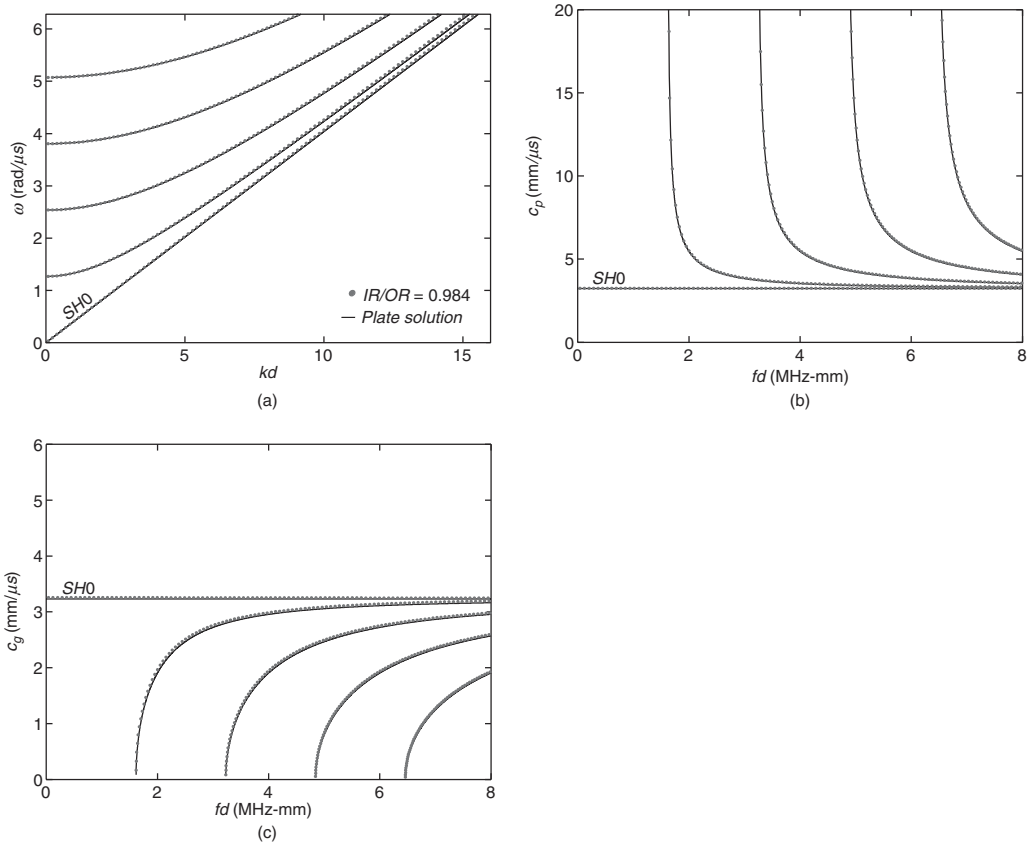 6
5
4
3
2
1
0
ω (rad/μs)
SH0
IR/OR = 0.984
Plate solution
0
5
10
15
kd
(a)
20
15
10
5
0
c_p (mm/μs)
SH0
2
4
6
8
fd (MHz-mm)
(b)
6
5
4
3
2
1
0
c_g (mm/μs)
SH0
2
4
6
8
fd (MHz-mm)
(c)